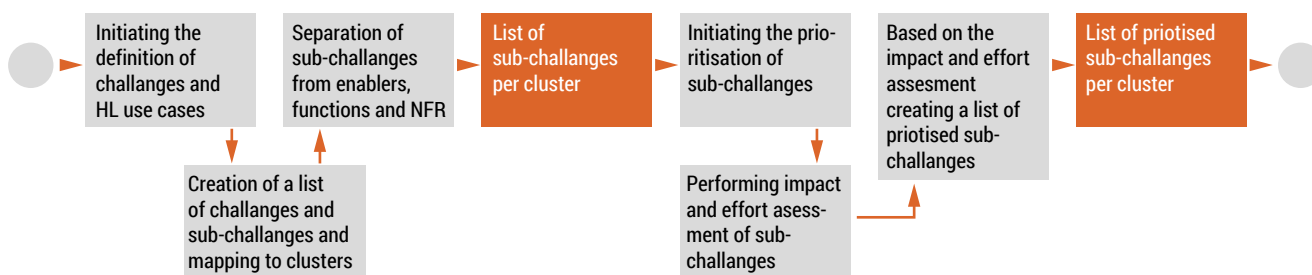 Initiating the
definition of
challanges and
HL use cases
Creation of a list
of challanges and
sub-challanges and
mapping to clusters
Separation of
sub-challanges
from enablers,
functions and NFR
List of
sub-challanges
per cluster
Initiating the prio-
ritisation of
sub-challanges
Performing impact
and effort asess-
ment of sub-
challanges
Based on the
impact and effort
assesment
creating a list of
priotised sub-
challanges
List of priotised
sub-challanges
per cluster